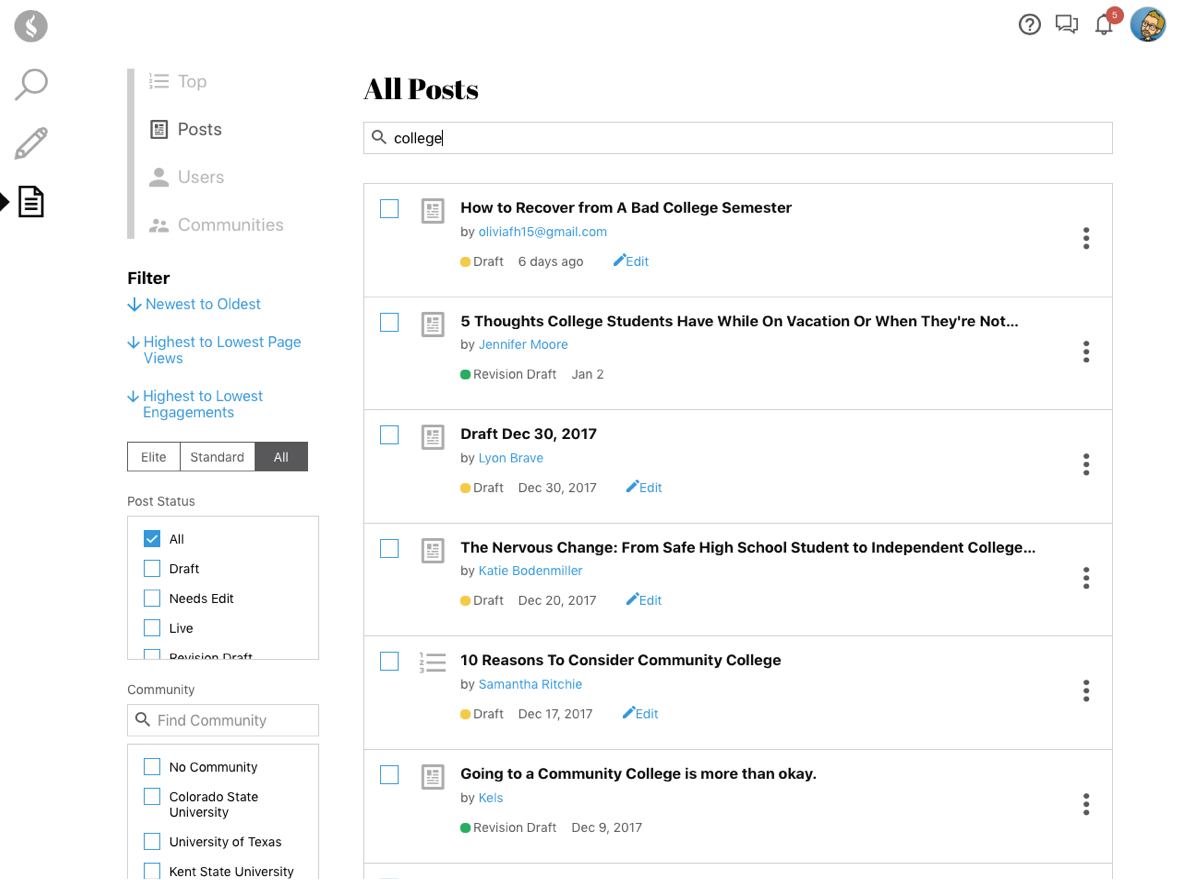 5
Top
Posts
Users
Communities
Filter
Newest to Oldest
Highest to Lowest Page
Views
Highest to Lowest
Engagements
Elite Standard All
Post Status
All
Draft
Needs Edit
Live
Revision Draft
Community
Find Community
No Community
Colorado State
University
University of Texas
Kent State University
All Posts
college
How to Recover from A Bad College Semester
by oliviafh15@gmail.com
Draft 6 days ago Edit
5 Thoughts College Students Have While On Vacation Or When They're Not...
by Jennifer Moore
Revision Draft Jan 2
Draft Dec 30, 2017
by Lyon Brave
Draft Dec 30, 2017 Edit
The Nervous Change: From Safe High School Student to Independent College...
by Katie Bodenmiller
Draft Dec 20, 2017 Edit
10 Reasons To Consider Community College
by Samantha Ritchie
Draft Dec 17, 2017 Edit
Going to a Community College is more than okay.
by Kels
Revision Draft Dec 9, 2017